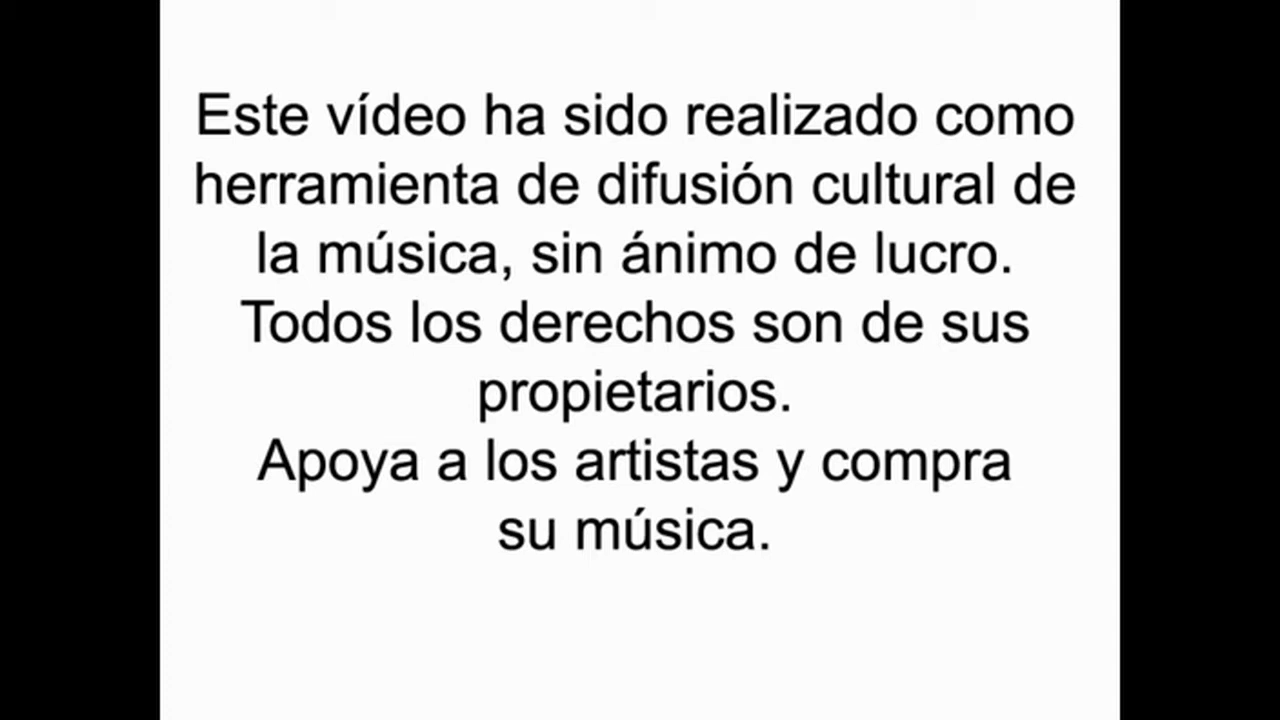 Este vídeo ha sido realizado como
herramienta de difusión cultural de
la música, sin ánimo de lucro.
Todos los derechos son de sus
propietarios.
Apoya a los artistas y compra
su música.